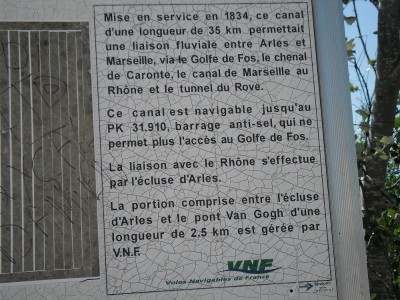 Mise en service en 1834, ce canal
d'une longueur de 35 km permettait
une liaison fluviale entre Arles et
Marseille, via le Golfe de Fos, le chenal
de Caronte, le canal de Marseille au
Rhône et le tunnel du Rove.
Ce canal est navigable jusqu'au
PK 31.910, barrage anti-sel, qui ne
permet plus l'accès au Golfe de Fos.
La liaison avec le Rhône s'effectue
par l'écluse d'Arles.
La portion comprise entre l'écluse
d'Arles et le pont Van Gogh d'une
longueur de 2.5 km est gérée par
V.N.F.
VNF
Voies Navigables de France